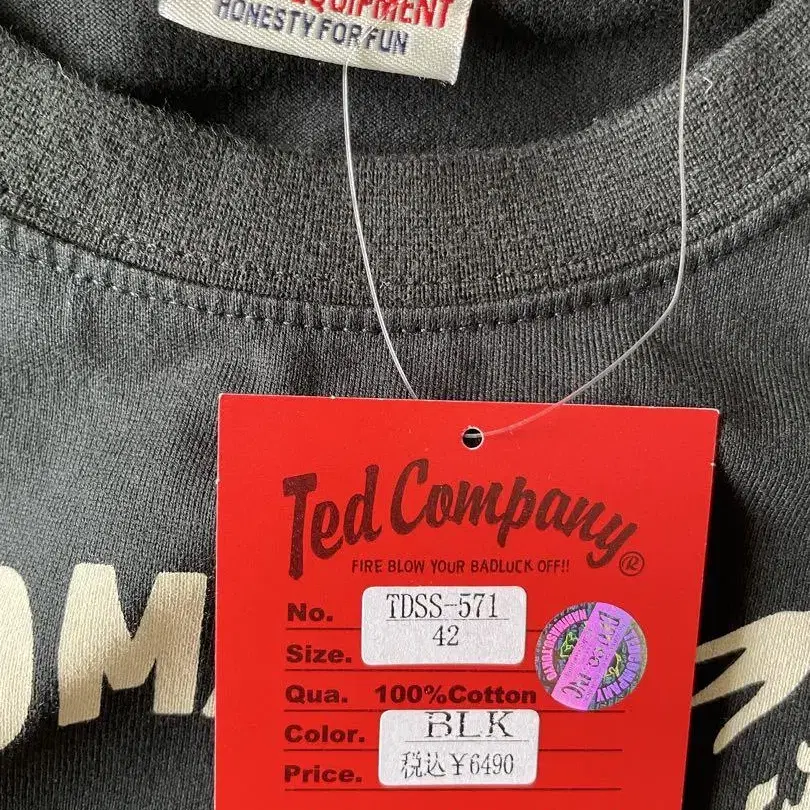 EQUIPMENT
HONESTY FOR FUN
Ted Company®
FIRE BLOW YOUR BADLUCK OFF!!
No. TDSS-571
Size. 42
Qua. 100%Cotton
Color. BLK
Price. 税込¥6490
OM